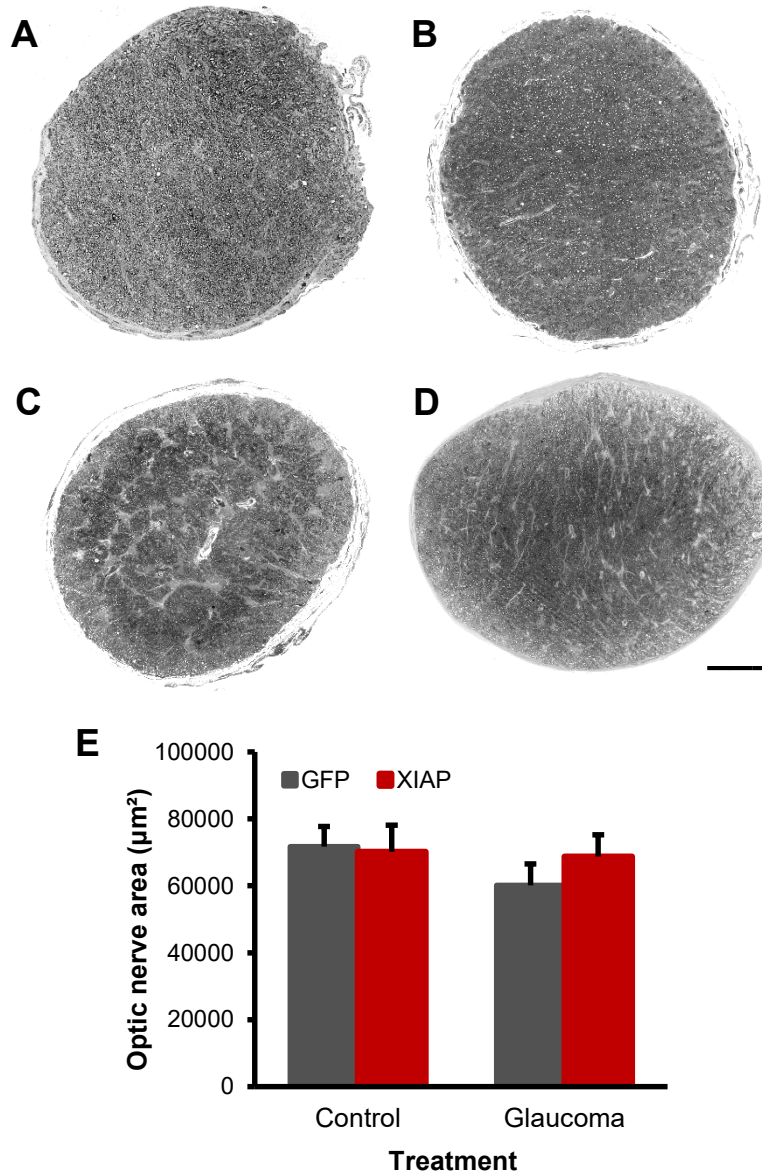 A
B
C
D
E
100000
GFP XIAP
80000
60000
40000
20000
0
Optic nerve area (µm²)
Control Glaucoma
Treatment